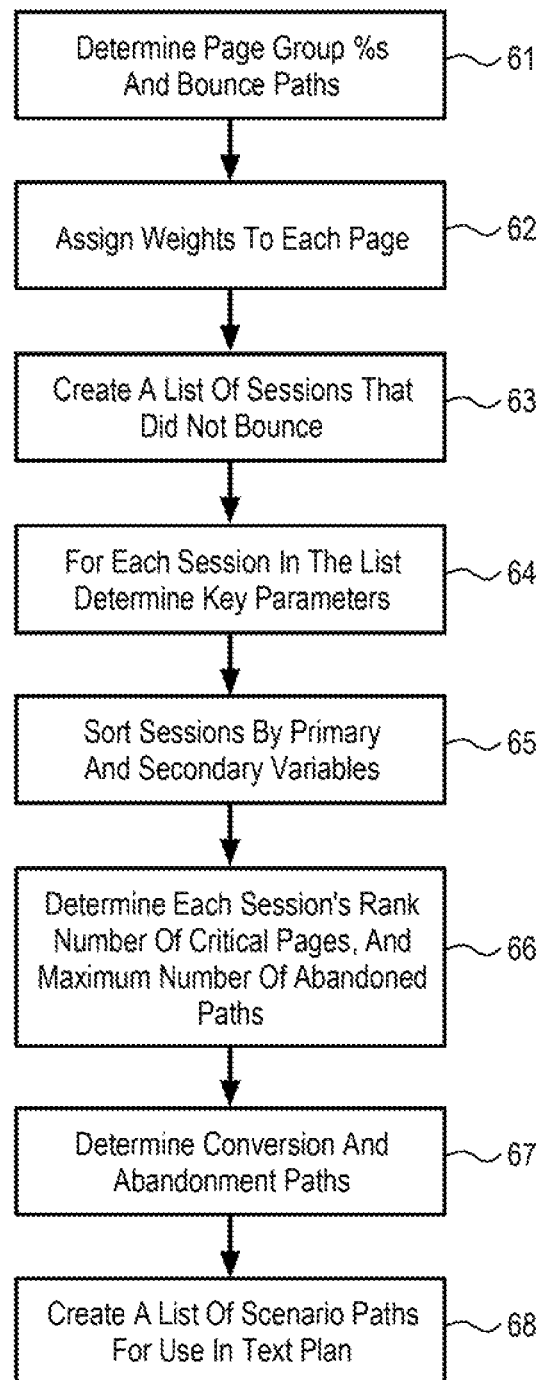 Determine Page Group %s
And Bounce Paths
61
Assign Weights To Each Page
62
Create A List Of Sessions That
Did Not Bounce
63
For Each Session In The List
Determine Key Parameters
64
Sort Sessions By Primary
And Secondary Variables
65
Determine Each Session's Rank
Number Of Critical Pages, And
Maximum Number Of Abandoned
Paths
66
Determine Conversion And
Abandonment Paths
67
Create A List Of Scenario Paths
For Use In Text Plan
68